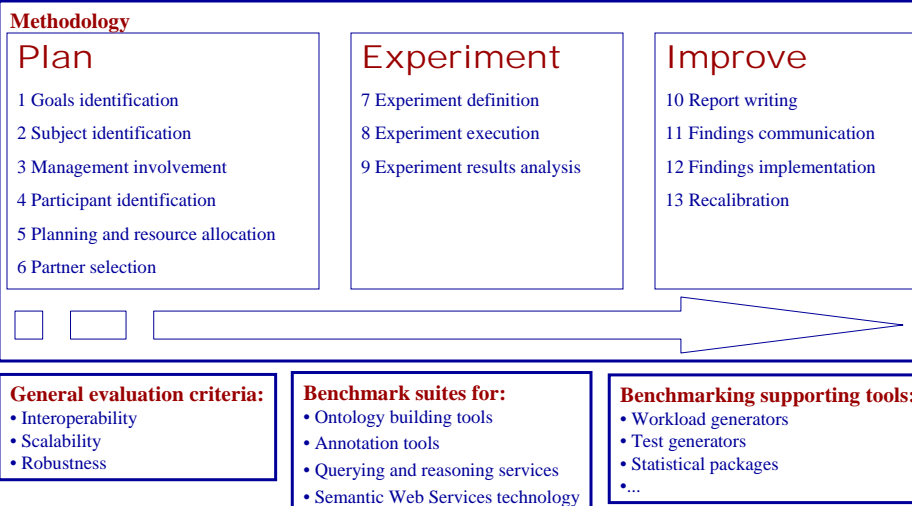 Methodology
Plan
1 Goals identification
2 Subject identification
3 Management involvement
4 Participant identification
5 Planning and resource allocation
6 Partner selection
Experiment
7 Experiment definition
8 Experiment execution
9 Experiment results analysis
Improve
10 Report writing
11 Findings communication
12 Findings implementation
13 Recalibration
General evaluation criteria:
• Interoperability
• Scalability
• Robustness
Benchmark suites for:
• Ontology building tools
• Annotation tools
• Querying and reasoning services
• Semantic Web Services technology
Benchmarking supporting tools:
• Workload generators
• Test generators
• Statistical packages
•...